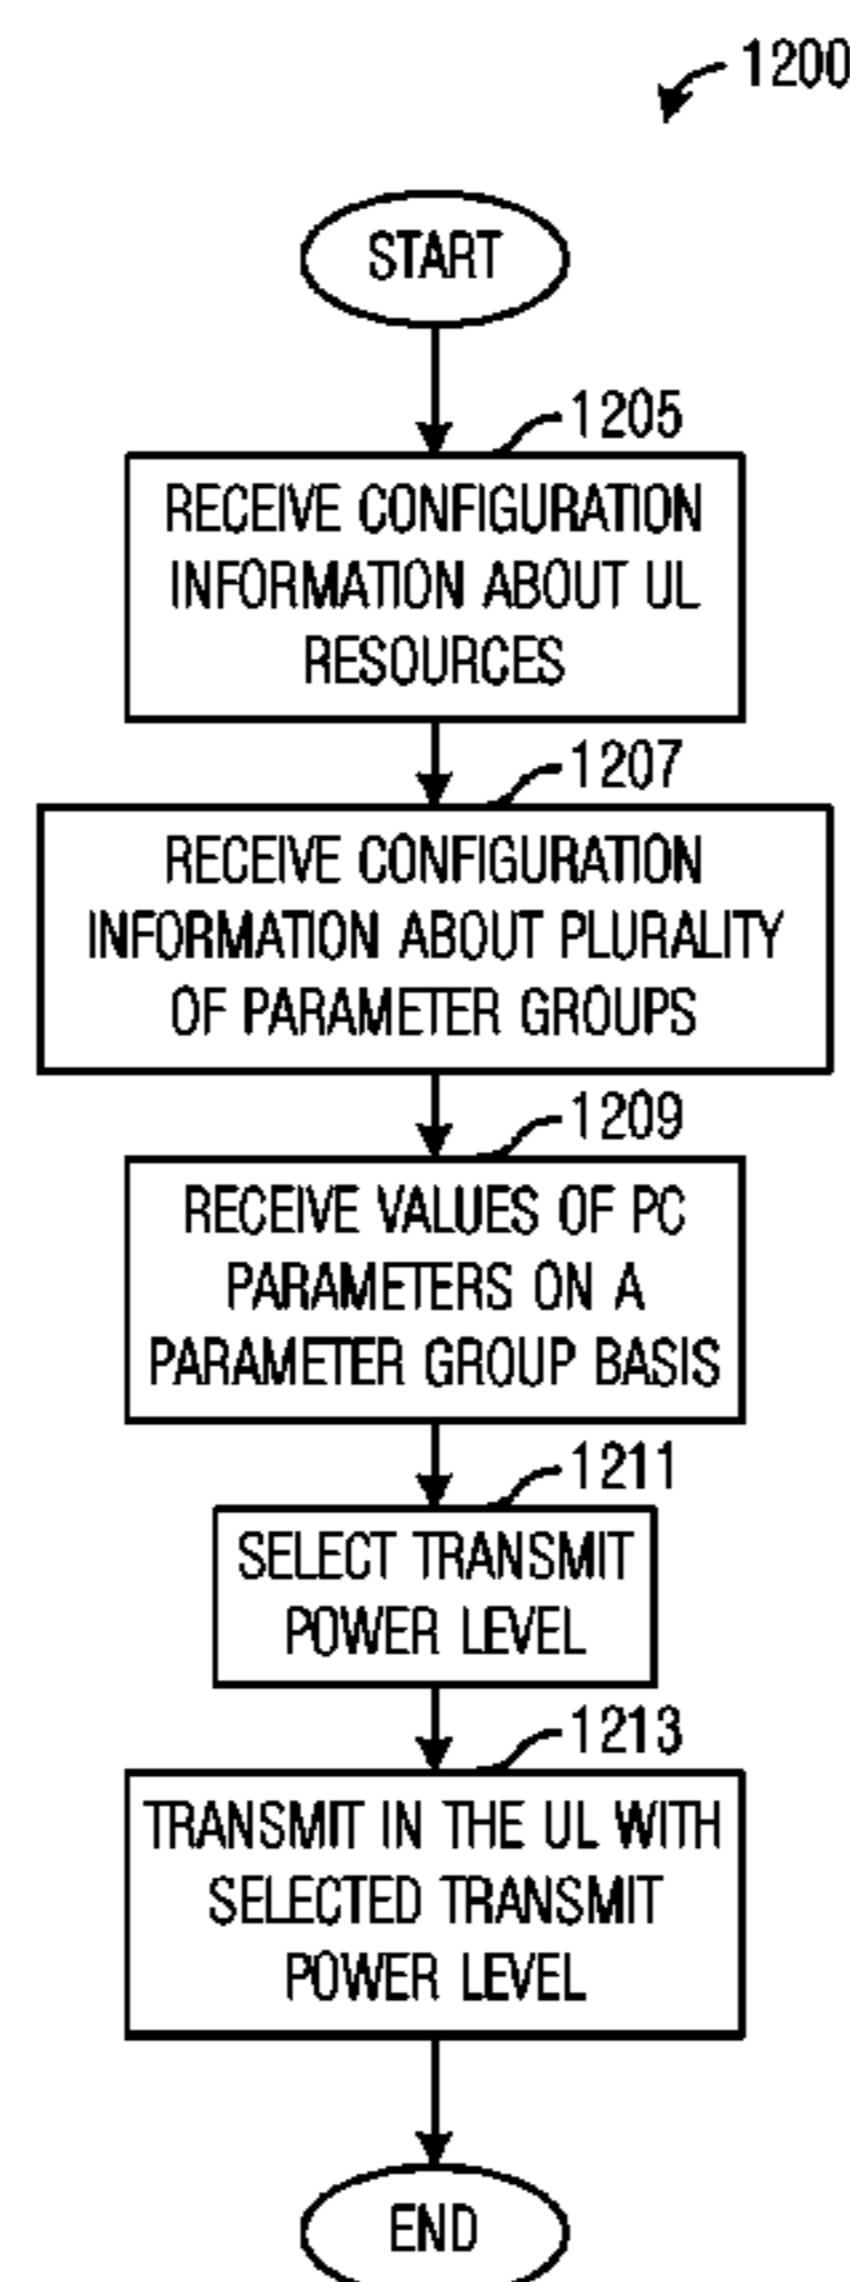 1200
START
1205
RECEIVE CONFIGURATION
INFORMATION ABOUT UL
RESOURCES
1207
RECEIVE CONFIGURATION
INFORMATION ABOUT PLURALITY
OF PARAMETER GROUPS
1209
RECEIVE VALUES OF PC
PARAMETERS ON A
PARAMETER GROUP BASIS
1211
SELECT TRANSMIT
POWER LEVEL
1213
TRANSMIT IN THE UL WITH
SELECTED TRANSMIT
POWER LEVEL
END